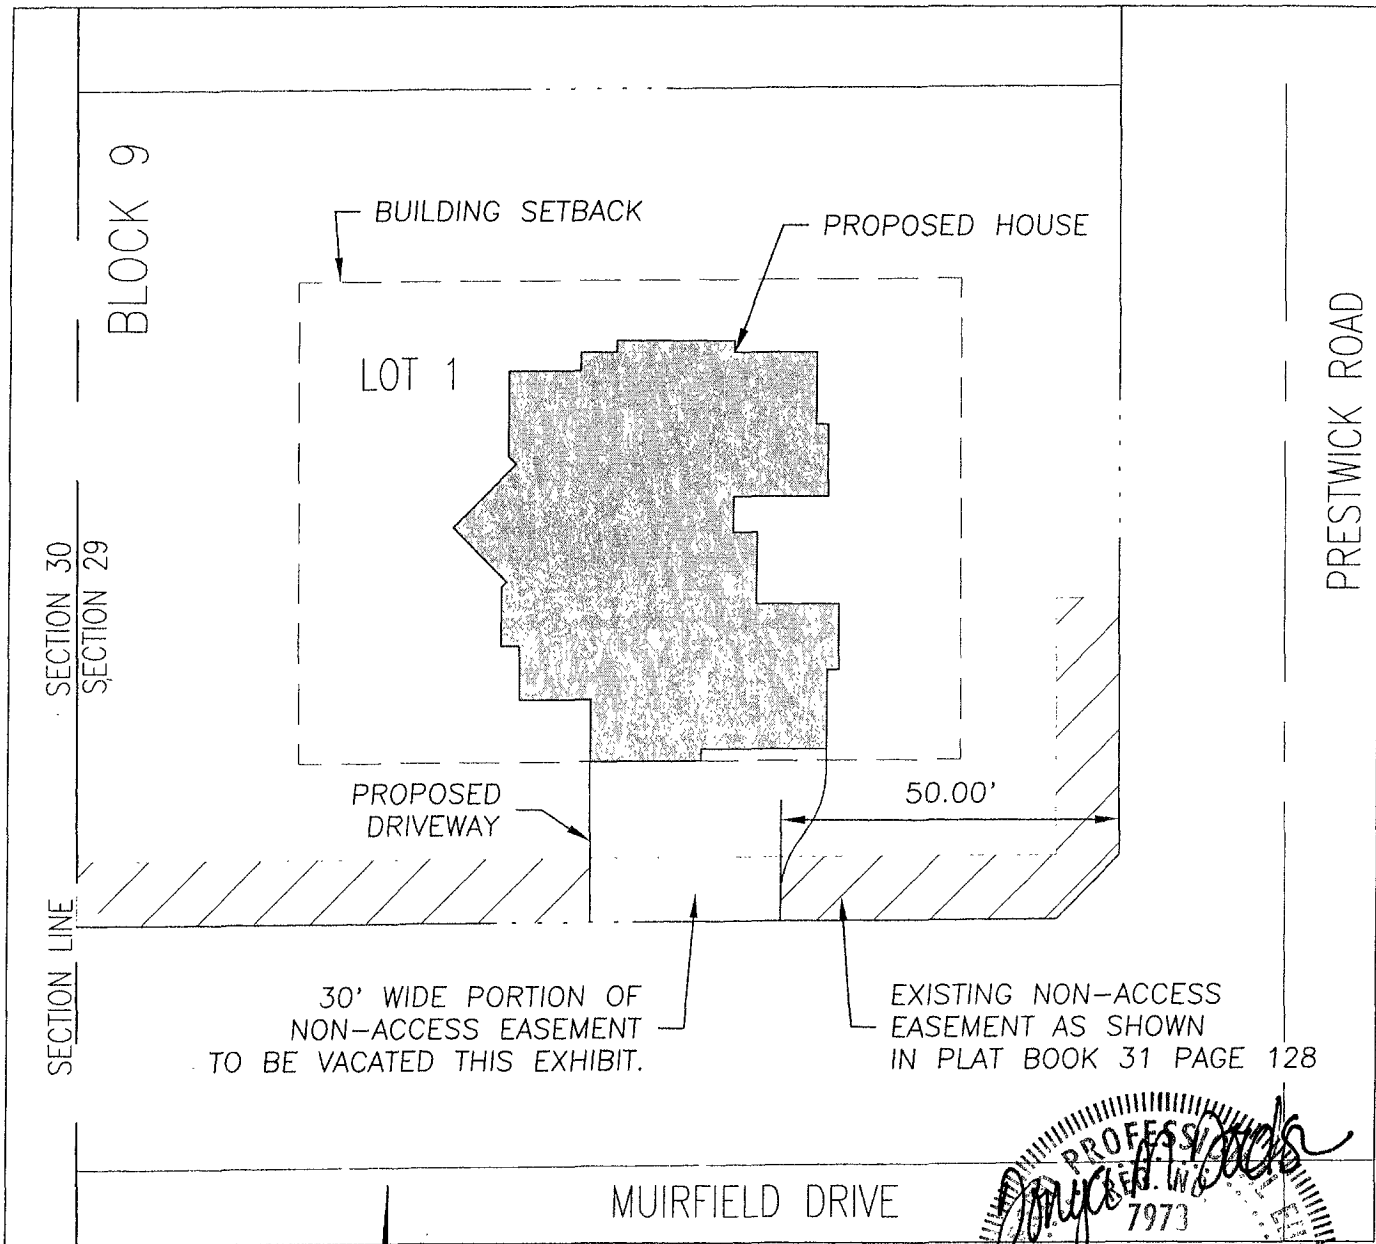 BLOCK 9
BUILDING SETBACK
PROPOSED HOUSE
LOT 1
PRESTWICK ROAD
SECTION 30
SECTION 29
PROPOSED
DRIVEWAY
50.00'
SECTION LINE
30' WIDE PORTION OF
NON-ACCESS EASEMENT
TO BE VACATED THIS EXHIBIT.
EXISTING NON-ACCESS
EASEMENT AS SHOWN
IN PLAT BOOK 31 PAGE 128
MUIRFIELD DRIVE
REG. NO.
7973